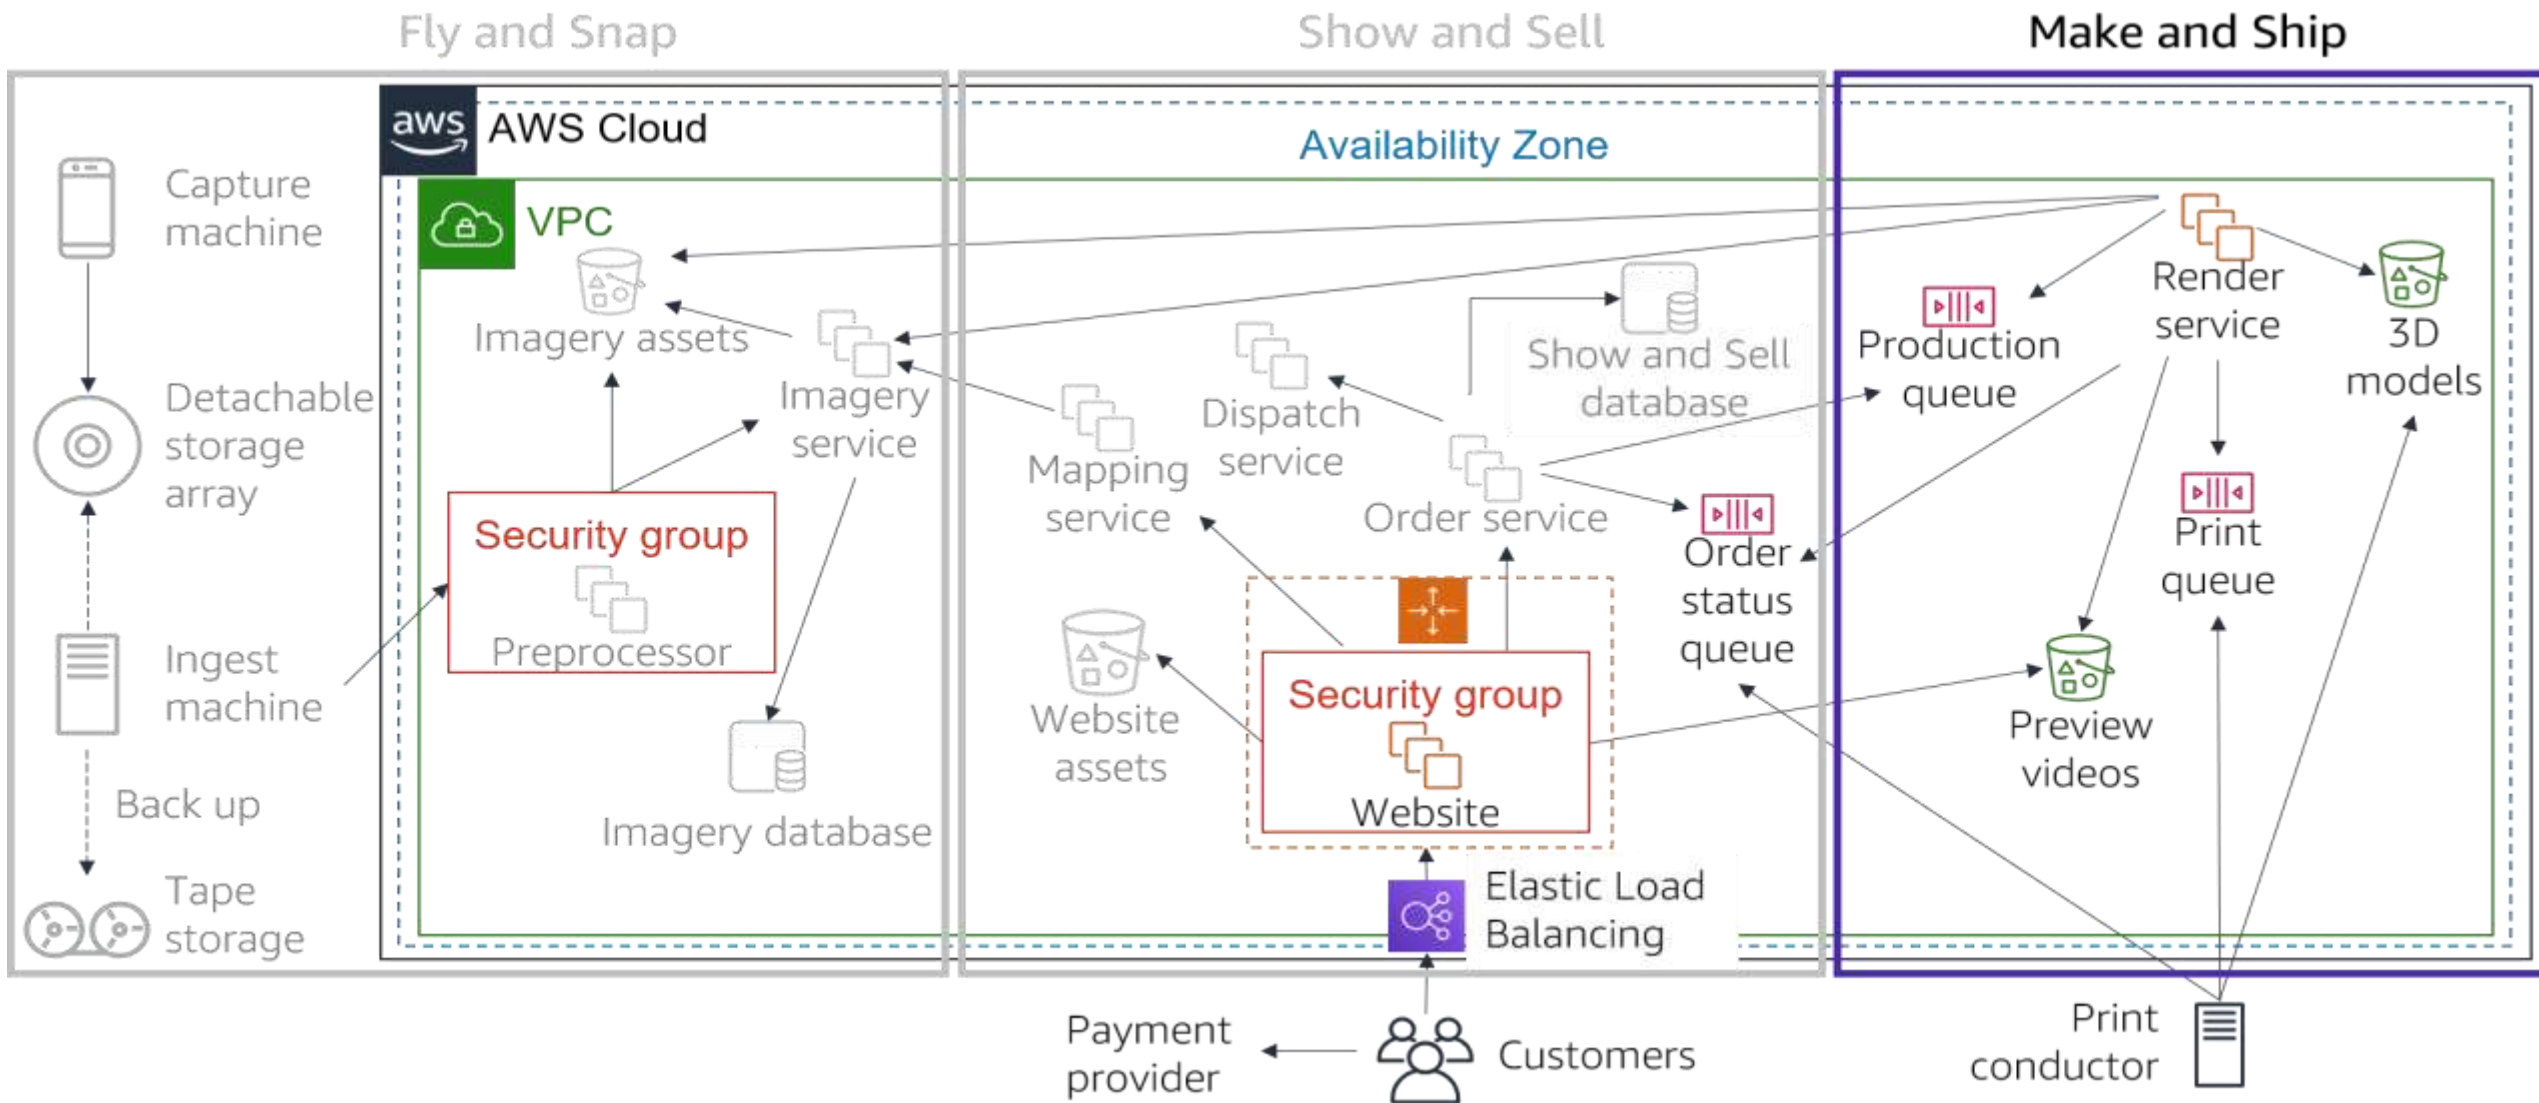 Fly and Snap
Show and Sell
Make and Ship
aws
AWS Cloud
Availability Zone
VPC
Capture
machine
Detachable
storage
array
Ingest
machine
Back up
Tape
storage
Imagery assets
Imagery
service
Security group
Preprocessor
Imagery database
Mapping
service
Dispatch
service
Show and Sell
database
Order service
Order
status
queue
Website
assets
Security group
Website
Elastic Load
Balancing
Production
queue
Render
service
3D
models
Print
queue
Preview
videos
Payment
provider
Customers
Print
conductor